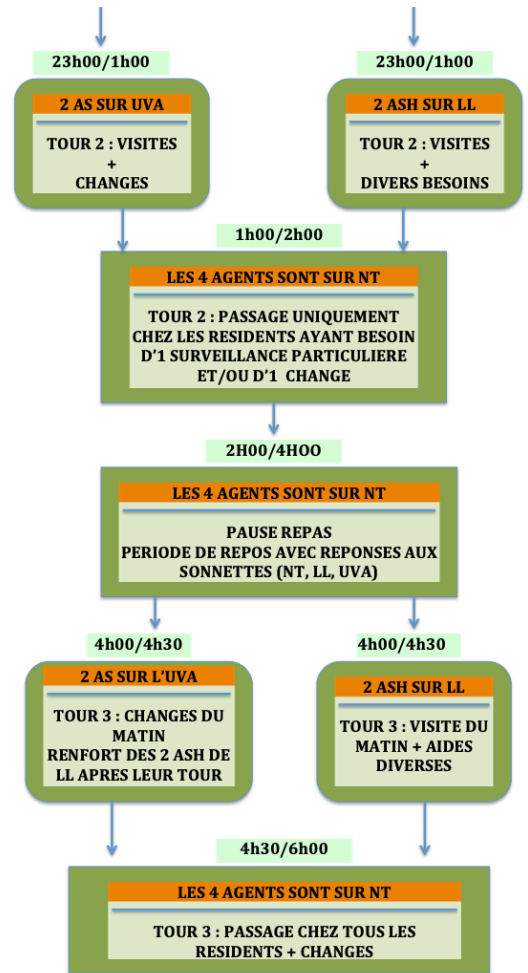 23h00/1h00
2 AS SUR UVA
TOUR 2 : VISITES
+
CHANGES
23h00/1h00
2 ASH SUR LL
TOUR 2 : VISITES
+
DIVERS BESOINS
1h00/2h00
LES 4 AGENTS SONT SUR NT
TOUR 2 : PASSAGE UNIQUEMENT
CHEZ LES RESIDENTS AYANT BESOIN
D'1 SURVEILLANCE PARTICULIERE
ET/OU D'1 CHANGE
2H00/4HOO
LES 4 AGENTS SONT SUR NT
PAUSE REPAS
PERIODE DE REPOS AVEC REPONSES AUX
SONNETTES (NT, LL, UVA)
4h00/4h30
2 AS SUR L'UVA
TOUR 3 : CHANGES DU
MATIN
RENFORT DES 2 ASH DE
LL APRES LEUR TOUR
4h00/4h30
2 ASH SUR LL
TOUR 3 : VISITE DU
MATIN + AIDES
DIVERSES
4h30/6h00
LES 4 AGENTS SONT SUR NT
TOUR 3 : PASSAGE CHEZ TOUS LES
RESIDENTS + CHANGES